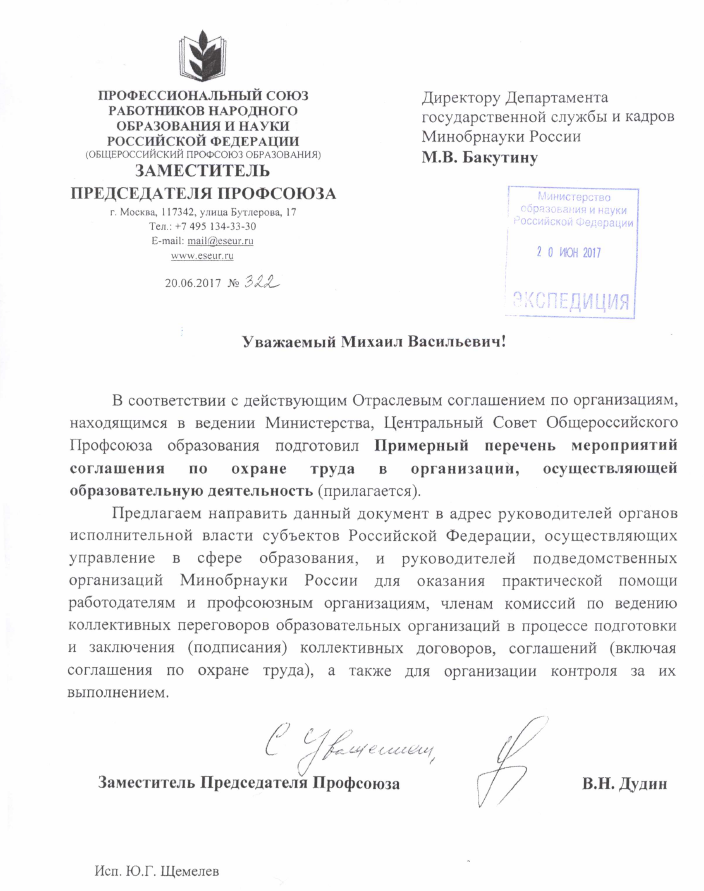 ПРОФЕССИОНАЛЬНЫЙ СОЮЗ
РАБОТНИКОВ НАРОДНОГО
ОБРАЗОВАНИЯ И НАУКИ
РОССИЙСКОЙ ФЕДЕРАЦИИ
(ОБЩЕРОССИЙСКИЙ ПРОФСОЮЗ ОБРАЗОВАНИЯ)
ЗАМЕСТИТЕЛЬ
ПРЕДСЕДАТЕЛЯ ПРОФСОЮЗА
г. Москва, 117342, улица Бутлерова, 17
Тел.: +7 495 134-33-30
E-mail: mail@eseur.ru
www.eseur.ru
20.06.2017 № 322
Директору Департамента
государственной службы и кадров
Минобрнауки России
М.В. Бакутину
Министерство
образования и науки
Российской Федерации
20 ИЮН 2017
ЭКСПЕДИЦИЯ
Уважаемый Михаил Васильевич!
В соответствии с действующим Отраслевым соглашением по организациям,
находящимся в ведении Министерства, Центральный Совет Общероссийского
Профсоюза образования подготовил Примерный перечень мероприятий
соглашения по охране труда в организации, осуществляющей
образовательную деятельность (прилагается).
Предлагаем направить данный документ в адрес руководителей органов
исполнительной власти субъектов Российской Федерации, осуществляющих
управление в сфере образования, и руководителей подведомственных
организаций Минобрнауки России для оказания практической помощи
работодателям и профсоюзным организациям, членам комиссий по ведению
коллективных переговоров образовательных организаций в процессе подготовки
и заключения (подписания) коллективных договоров, соглашений (включая
соглашения по охране труда), а также для организации контроля за их
выполнением.
С уважением,
Заместитель Председателя Профсоюза В.Н. Дудин
Исп. Ю.Г. Щемелев